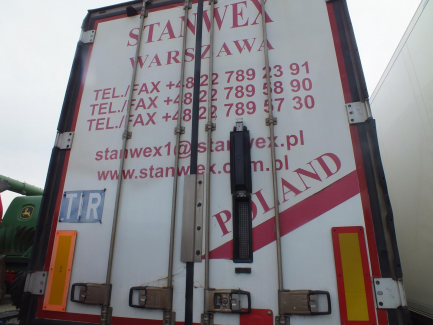 STANWEX
WARSZAWA
TEL./FAX +48 22 789 23 91
TEL./FAX +48 22 789 58 90
TEL./FAX +48 22 789 57 30
stanwex1@stanwex.pl
www.stanwex.com.pl
POLAND
TIR